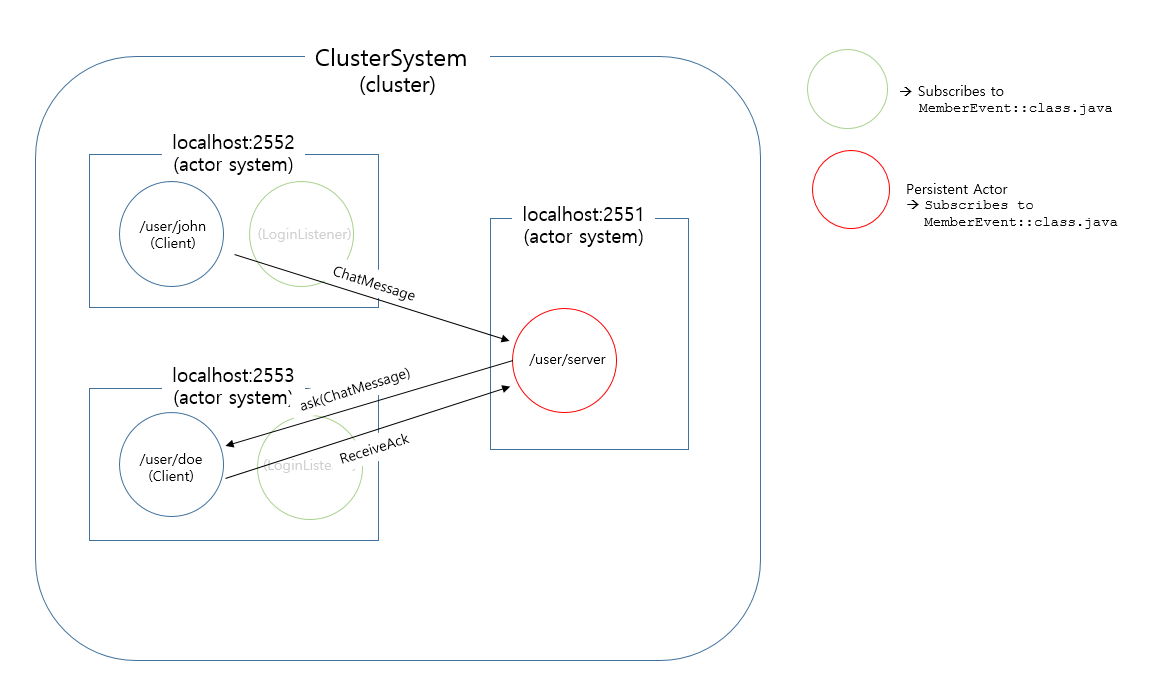 ClusterSystem
(cluster)
localhost:2552
(actor system)
/user/john
(Client)
(LoginListener)
ChatMessage
localhost:2551
(actor system)
/user/server
localhost:2553
(actor system)
/user/doe
(Client)
(LoginListe
ask(ChatMessage)
ReceiveAck
→ Subscribes to
MemberEvent::class.java
Persistent Actor
→ Subscribes to
MemberEvent::class.java